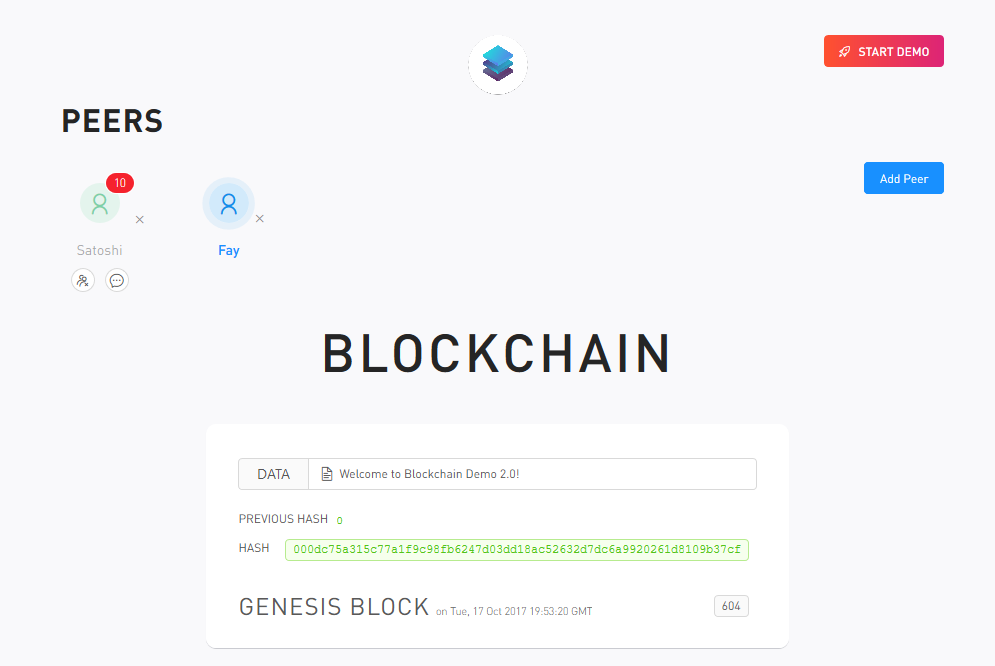 START DEMO
PEERS
10
Add Peer
Satoshi
Fay
BLOCKCHAIN
DATA Welcome to Blockchain Demo 2.0!
PREVIOUS HASH 0
HASH 000dc75a315c77a1f9c98fb6247d03dd18ac52632d7dc6a9920261d8109b37cf
GENESIS BLOCK on Tue, 17 Oct 2017 19:53:20 GMT 604